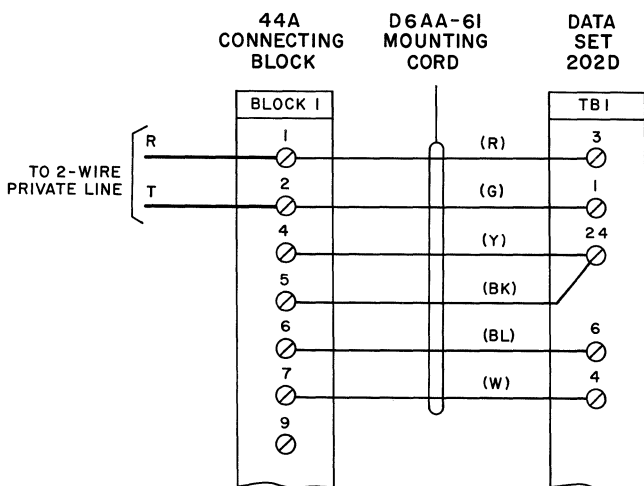 44A
CONNECTING
BLOCK
D6AA-61
MOUNTING
CORD
DATA
SET
202D
BLOCK 1
TB1
TO 2-WIRE
PRIVATE LINE
R
1
(R)
3
T
2
(G)
1
4
(Y)
24
5
(BK)
6
(BL)
6
7
(W)
4
9